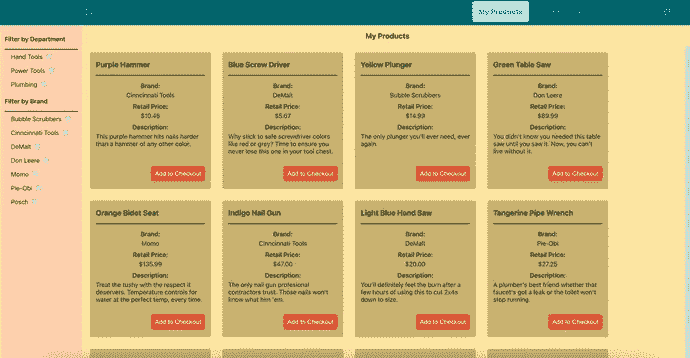 My Products
My Products
Filter by Department
Hand Tools
Power Tools
Plumbing
Filter by Brand
Bubble Scrubbers
Cinncinati Tools
DeMalt
Don Leere
Momo
Pie-Obi
Posch
Purple Hammer
Brand:
Cinncinati Tools
Retail Price:
$10.46
Description:
This purple hammer hits nails harder
than a hammer of any other color.
Add to Checkout
Blue Screw Driver
Brand:
DeMalt
Retail Price:
$5.67
Description:
Why stick to safe screwdriver colors
like red or grey? Time to ensure you
never lose this one in your tool chest.
Add to Checkout
Yellow Plunger
Brand:
Bubble Scrubbers
Retail Price:
$14.99
Description:
The only plunger you'll ever need, ever
again.
Add to Checkout
Green Table Saw
Brand:
Don Leere
Retail Price:
$89.99
Description:
You didn't know you needed this table
saw until you saw it. Now, you can't
live without it.
Add to Checkout
Orange Bidet Seat
Brand:
Momo
Retail Price:
$135.99
Description:
Treat the tushy with the respect it
deserves. Temperature controls for
water at the perfect temp, every time.
Add to Checkout
Indigo Nail Gun
Brand:
Cinncinati Tools
Retail Price:
$47.00
Description:
The only nail gun professional
contractors trust. Those nails won't
know what him 'em.
Add to Checkout
Light Blue Hand Saw
Brand:
DeMalt
Retail Price:
$20.00
Description:
You'll definitely feel the burn after a
few hours of using this to cut 2x4s
down to size.
Add to Checkout
Tangerine Pipe Wrench
Brand:
Pie-Obi
Retail Price:
$27.25
Description:
A plumber's best friend whether that
faucet's got a leak or the toilet won't
stop running.
Add to Checkout